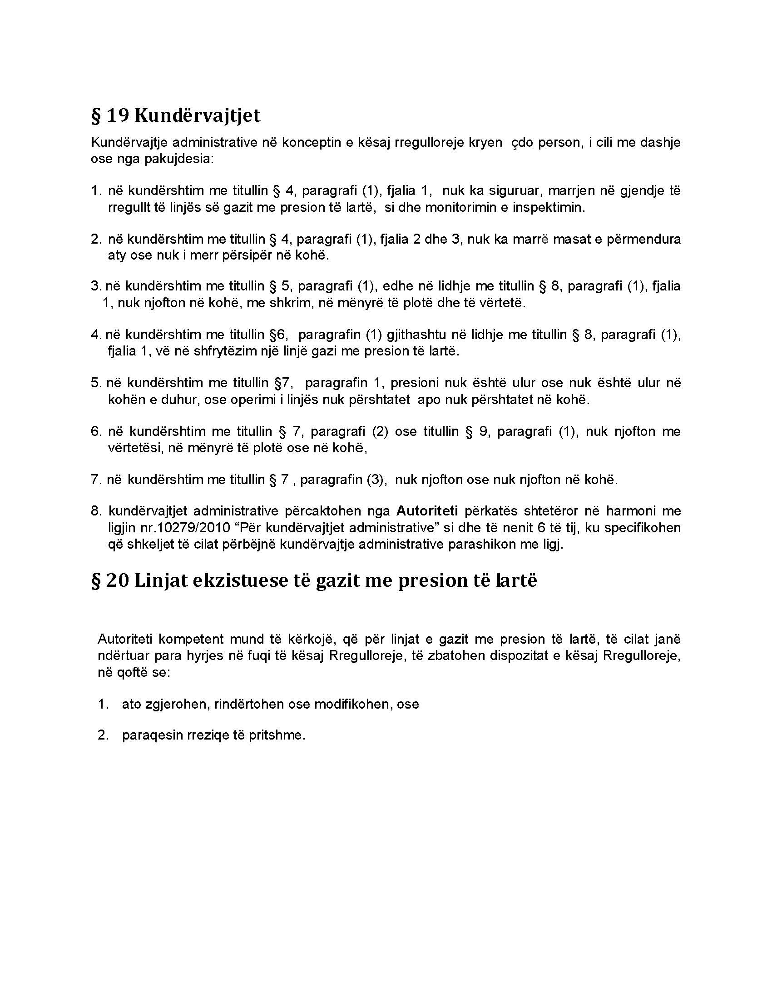 § 19 Kundërvajtjet
Kundërvajtje administrative në konceptin e kësaj rregulloreje kryen  çdo person, i cili me dashje
ose nga pakujdesia:
1. në kundërshtim me titullin § 4, paragrafi (1), fjalia 1,  nuk ka siguruar, marrjen në gjendje të
rregullt të linjës së gazit me presion të lartë,  si dhe monitorimin e inspektimin.
2. në kundërshtim me titullin § 4, paragrafi (1), fjalia 2 dhe 3, nuk ka marrë masat e përmendura
aty ose nuk i merr përsipër në kohë.
3. në kundërshtim me titullin § 5, paragrafi (1), edhe në lidhje me titullin § 8, paragrafi (1), fjalia
1, nuk njofton në kohë, me shkrim, në mënyrë të plotë dhe të vërtetë.
4. në kundërshtim me titullin §6,  paragrafin (1) gjithashtu në lidhje me titullin § 8, paragrafi (1),
fjalia 1, vë në shfrytëzim një linjë gazi me presion të lartë.
5. në kundërshtim me titullin §7,  paragrafin 1, presioni nuk është ulur ose nuk është ulur në
kohën e duhur, ose operimi i linjës nuk përshtatet  apo nuk përshtatet në kohë.
6. në kundërshtim me titullin § 7, paragrafi (2) ose titullin § 9, paragrafi (1), nuk njofton me
vërtetësi, në mënyrë të plotë ose në kohë,
7. në kundërshtim me titullin § 7 , paragrafin (3),  nuk njofton ose nuk njofton në kohë.
8. kundërvajtjet administrative përcaktohen nga Autoriteti përkatës shtetëror në harmoni me
ligjin nr.10279/2010 “Për kundërvajtjet administrative” si dhe të nenit 6 të tij, ku specifikohen
që shkeljet të cilat përbëjnë kundërvajtje administrative parashikon me ligj.
§ 20 Linjat ekzistuese të gazit me presion të lartë
Autoriteti kompetent mund të kërkojë, që për linjat e gazit me presion të lartë, të cilat janë
ndërtuar para hyrjes në fuqi të kësaj Rregulloreje, të zbatohen dispozitat e kësaj Rregulloreje,
në qoftë se:
1. ato zgjerohen, rindërtohen ose modifikohen, ose
2. paraqesin rreziqe të pritshme.